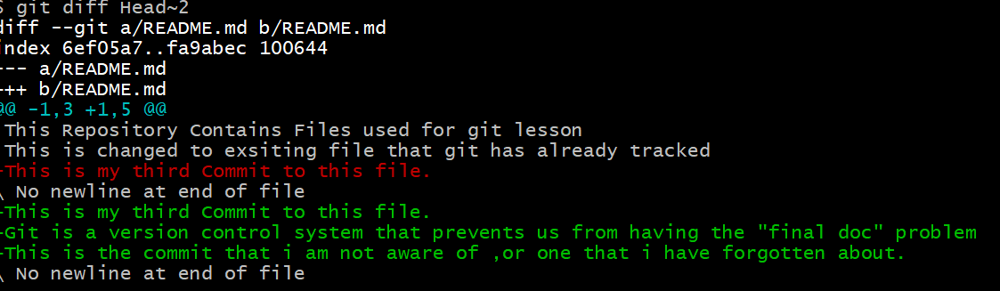 $ git diff Head~2
diff --git a/README.md b/README.md
index 6ef05a7..fa9abec 100644
--- a/README.md
+++ b/README.md
@@ -1,3 +1,5 @@
 This Repository Contains Files used for git lesson
 This is changed to exsiting file that git has already tracked
-This is my third Commit to this file.
\ No newline at end of file
+This is my third Commit to this file.
+Git is a version control system that prevents us from having the "final doc" problem
+This is the commit that i am not aware of ,or one that i have forgotten about.
\ No newline at end of file